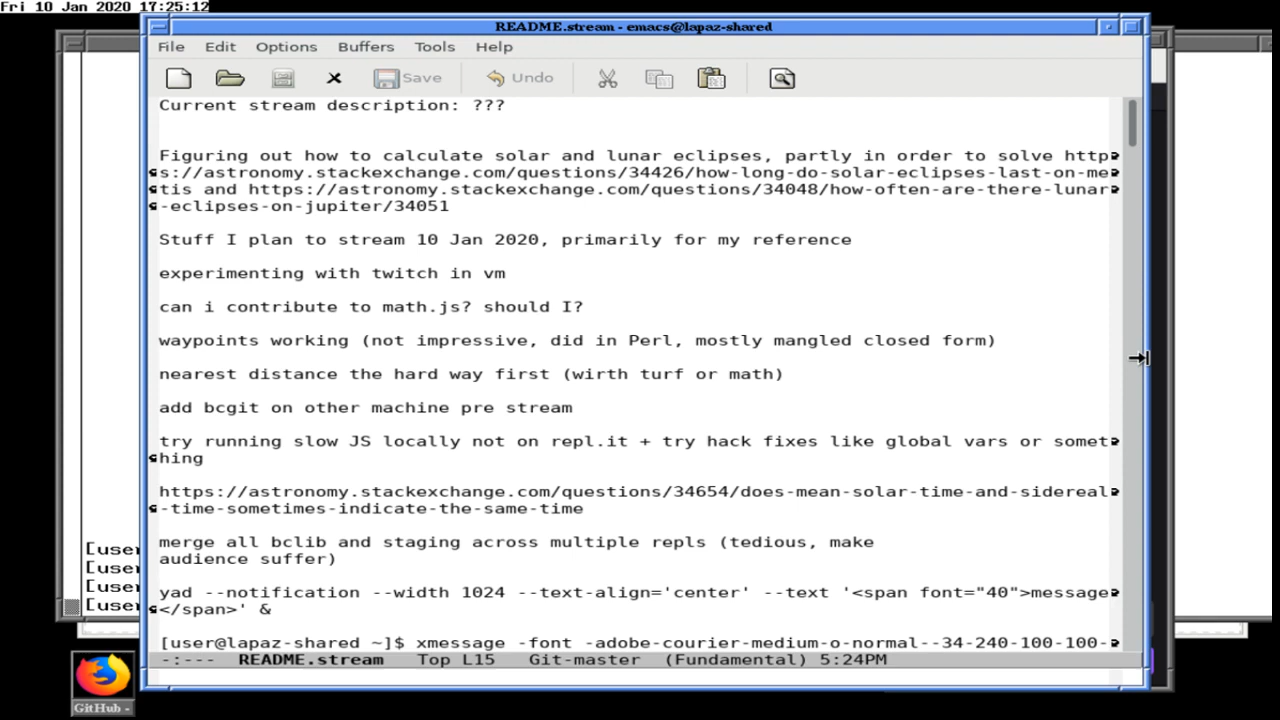 Fri 10 Jan 2020 17:25:12
README.stream - emacs@lapaz-shared
File Edit Options Buffers Tools Help
Save Undo
Current stream description: ???
Figuring out how to calculate solar and lunar eclipses, partly in order to solve http
s://astronomy.stackexchange.com/questions/34426/how-long-do-solar-eclipses-last-on-me
tis and https://astronomy.stackexchange.com/questions/34048/how-often-are-there-lunar
-eclipses-on-jupiter/34051
Stuff I plan to stream 10 Jan 2020, primarily for my reference
experimenting with twitch in vm
can i contribute to math.js? should I?
waypoints working (not impressive, did in Perl, mostly mangled closed form)
nearest distance the hard way first (wirth turf or math)
add bcgit on other machine pre stream
try running slow JS locally not on repl.it + try hack fixes like global vars or somet
hing
https://astronomy.stackexchange.com/questions/34654/does-mean-solar-time-and-sidereal
-time-sometimes-indicate-the-same-time
merge all bclib and staging across multiple repls (tedious, make
audience suffer)
yad --notification --width 1024 --text-align='center' --text '<span font="40">message
</span>' &
[user@lapaz-shared ~]$ xmessage -font -adobe-courier-medium-o-normal--34-240-100-100-
-:--- README.stream Top L15 Git-master (Fundamental) 5:24PM
[user
[user
[user
[user
GitHub -